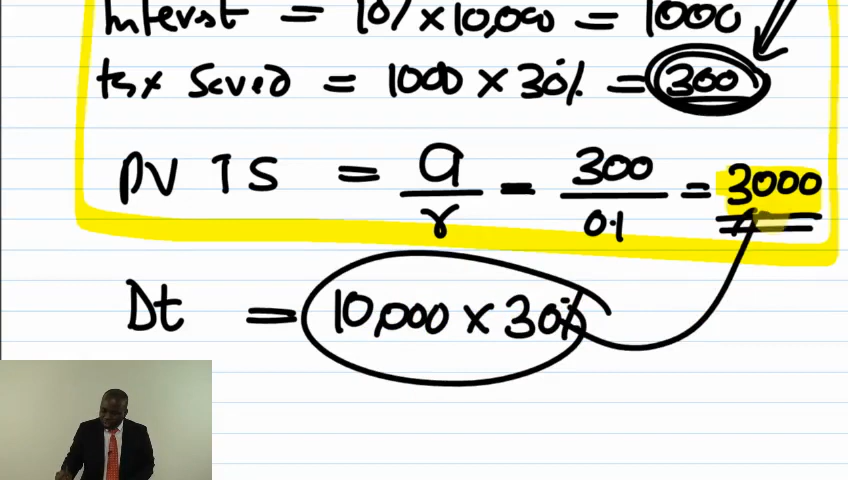 Interst = 10% × 10,000 = 1000
tax saved = 1000 × 30% = 300
PV TS = a/r = 300/0.1 = 3000
Dt = 10,000 × 30%